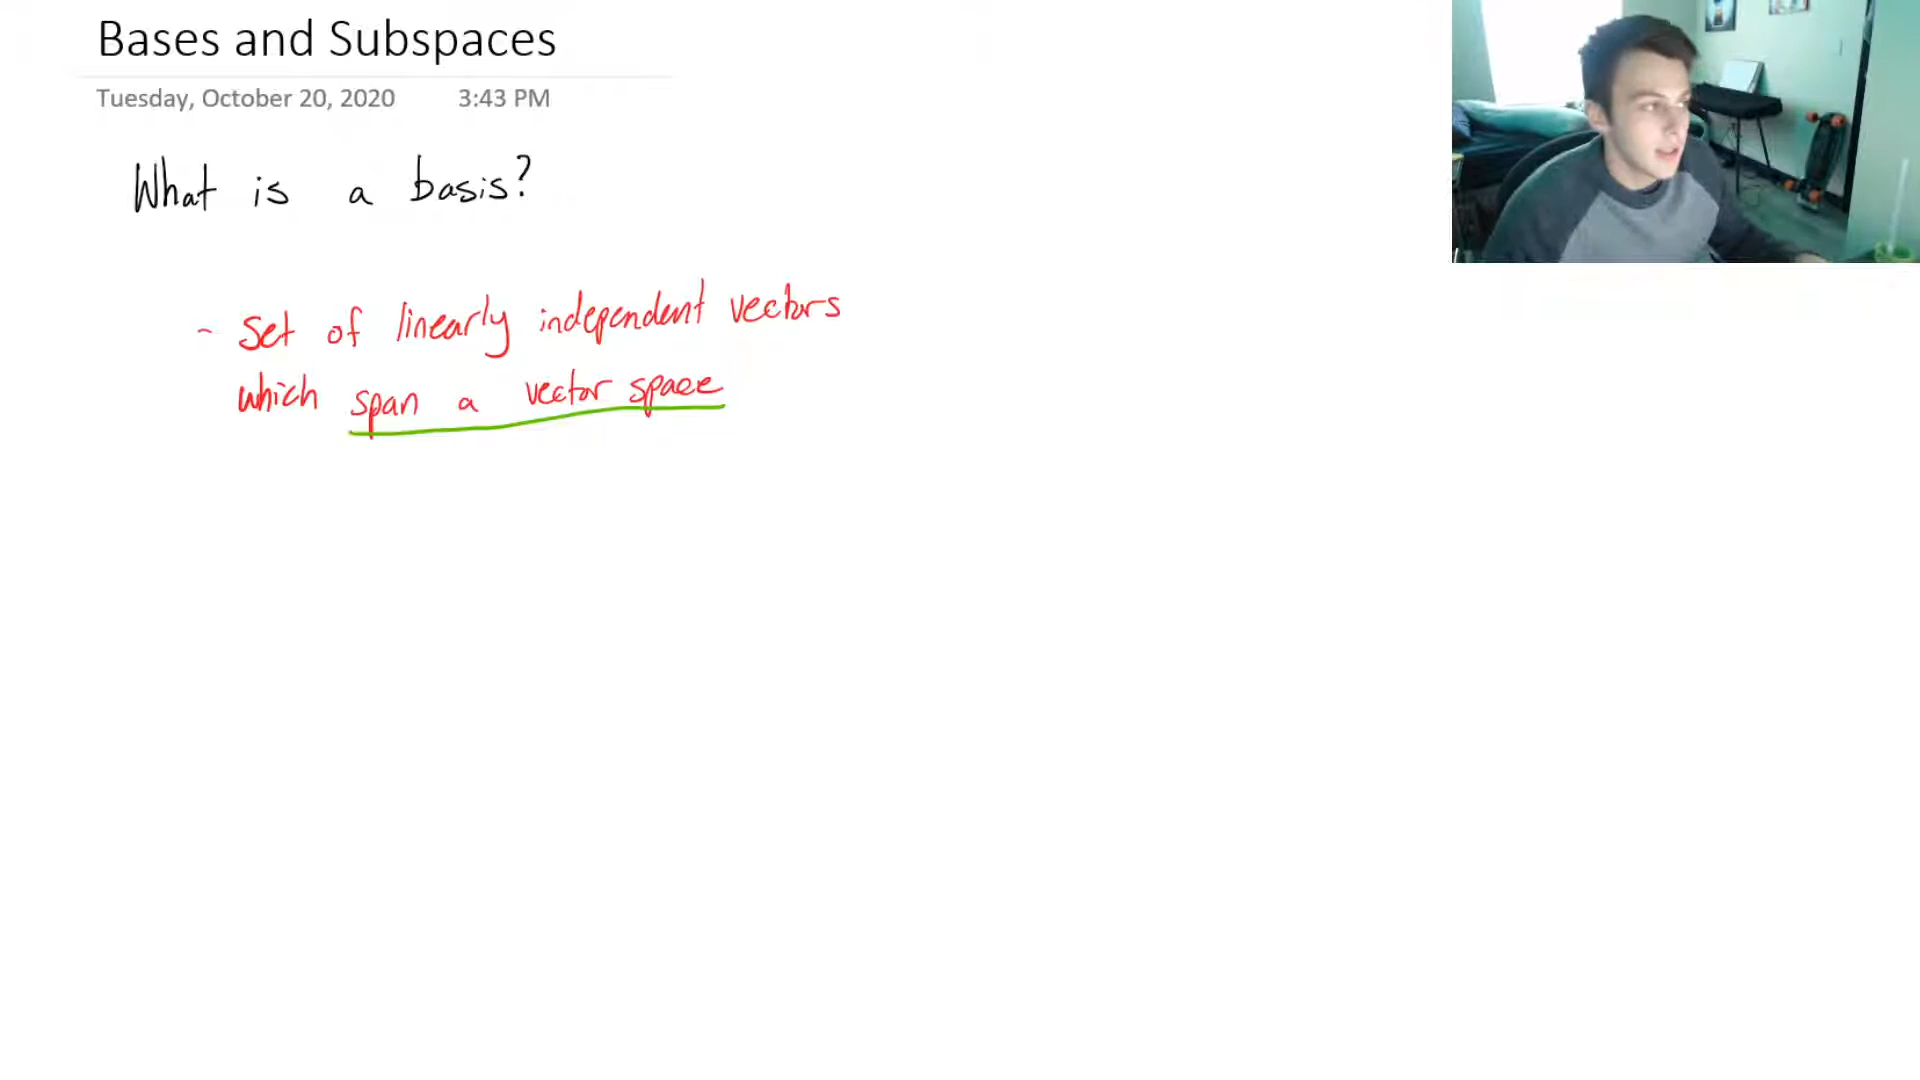 Bases and Subspaces
Tuesday, October 20, 2020 3:43 PM
What is a basis?
- Set of linearly independent vectors
which span a vector space